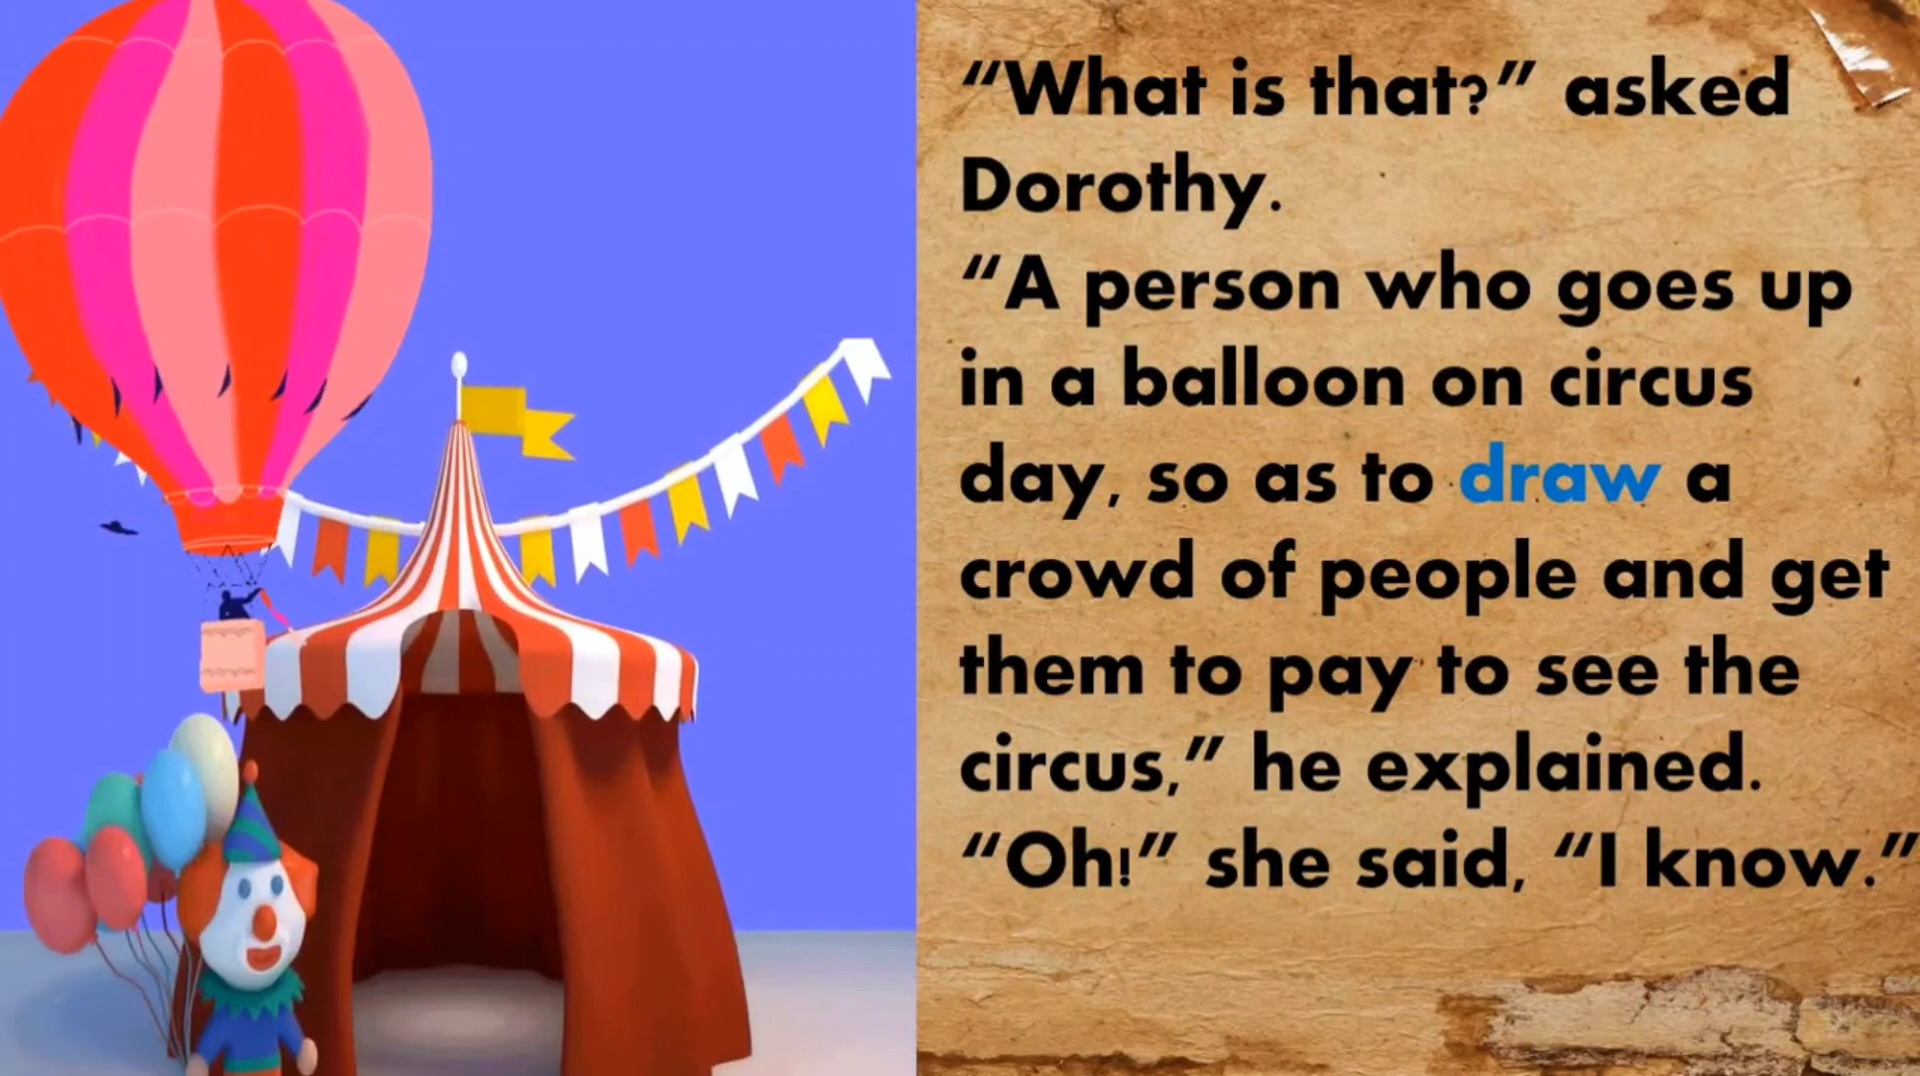 “What is that?” asked
Dorothy.
“A person who goes up
in a balloon on circus
day, so as to draw a
crowd of people and get
them to pay to see the
circus,” he explained.
“Oh!” she said, “I know.”